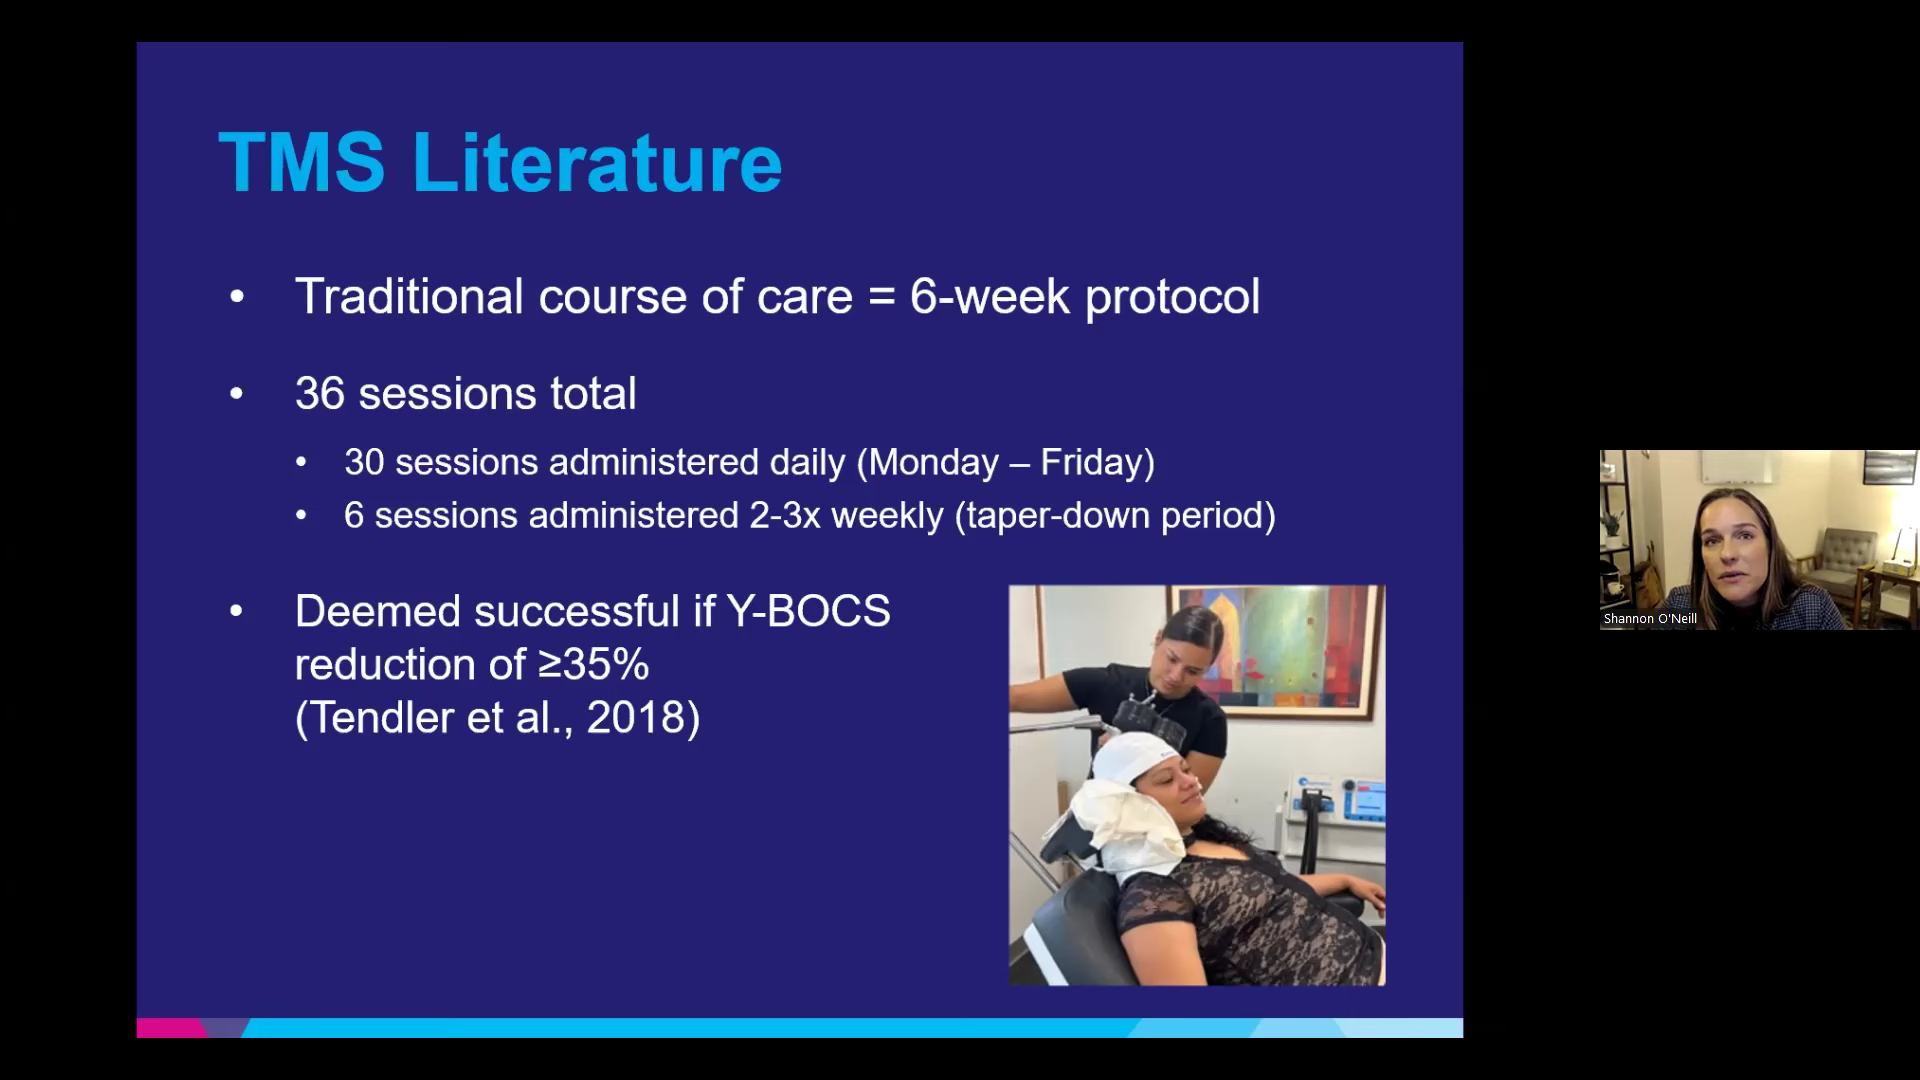 TMS Literature
• Traditional course of care = 6-week protocol
• 36 sessions total
• 30 sessions administered daily (Monday – Friday)
• 6 sessions administered 2-3x weekly (taper-down period)
• Deemed successful if Y-BOCS
reduction of ≥35%
(Tendler et al., 2018)
Shannon O'Neill